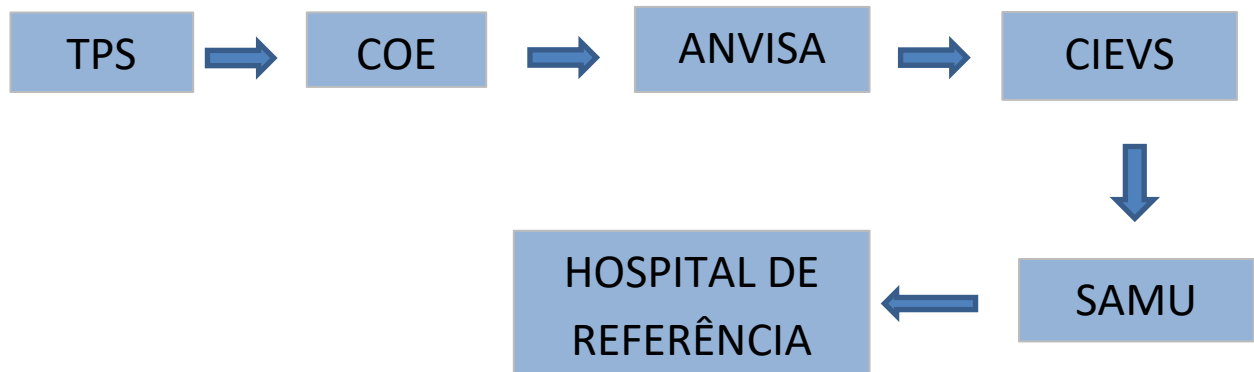 TPS
COE
ANVISA
CIEVS
SAMU
HOSPITAL DE
REFERÊNCIA